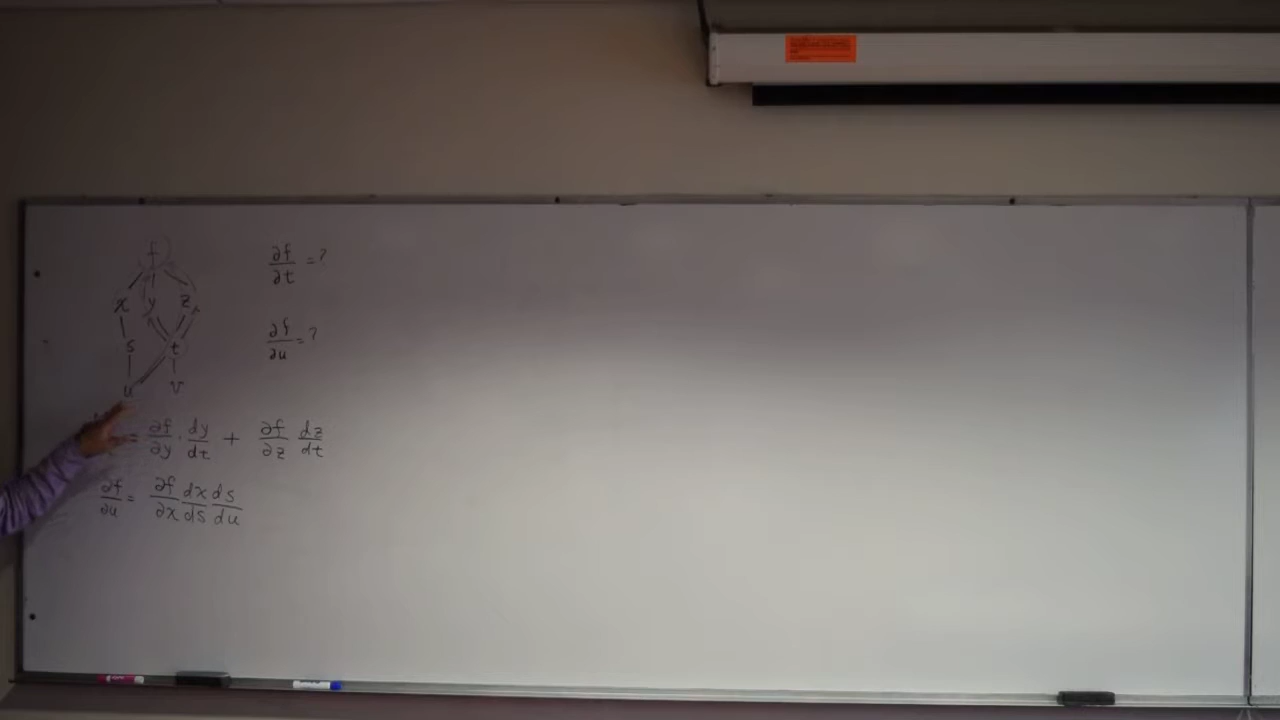 f
x y z
s t
u v
∂f/∂t = ?
∂f/∂u = ?
= ∂f/∂y · dy/dt + ∂f/∂z dz/dt
∂f/∂u = ∂f/∂x dx/ds ds/du